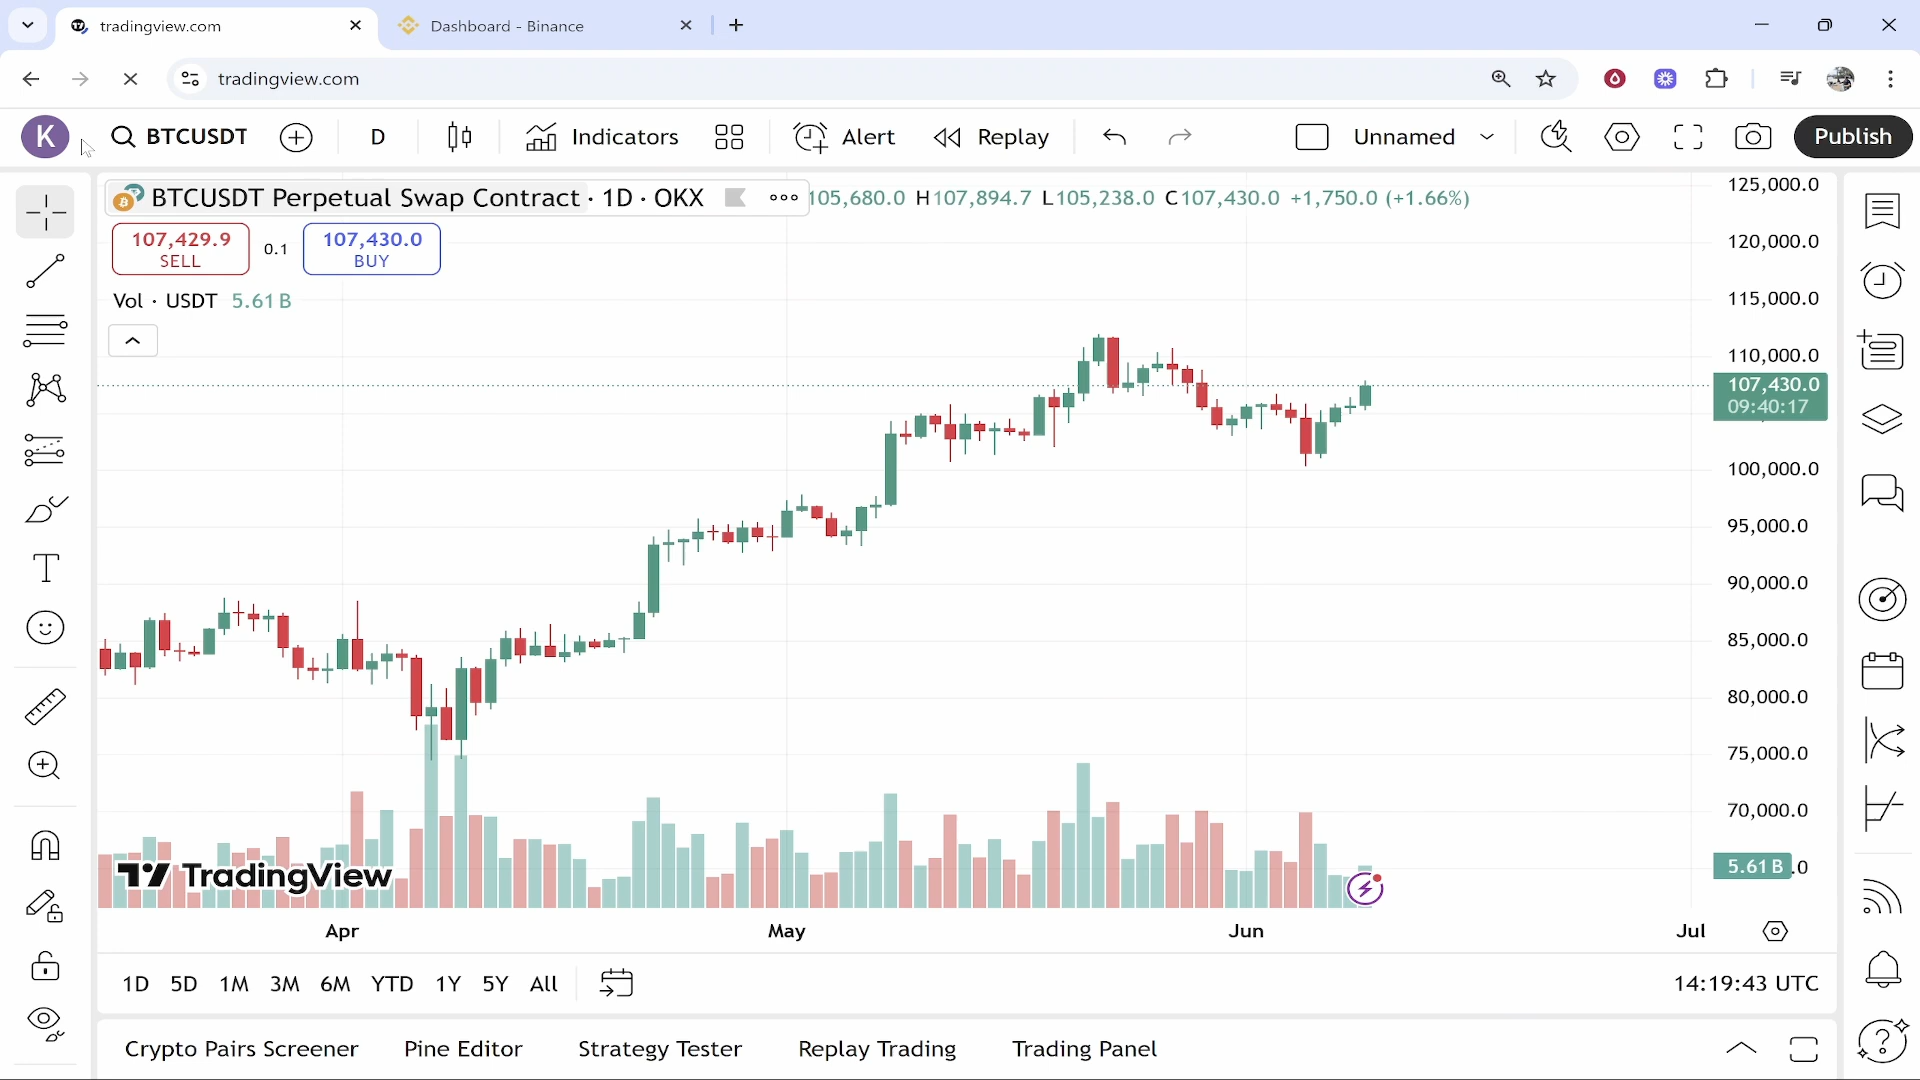 tradingview.com
Dashboard - Binance
tradingview.com
K
BTCUSDT
D
Indicators
Alert
Replay
Unnamed
Publish
BTCUSDT Perpetual Swap Contract · 1D · OKX
105,680.0 H107,894.7 L105,238.0 C107,430.0 +1,750.0 (+1.66%)
107,429.9
SELL
0.1
107,430.0
BUY
Vol · USDT 5.61 B
125,000.0
120,000.0
115,000.0
110,000.0
107,430.0
09:40:17
100,000.0
95,000.0
90,000.0
85,000.0
80,000.0
75,000.0
70,000.0
5.61 B
.0
TradingView
Apr
May
Jun
Jul
1D 5D 1M 3M 6M YTD 1Y 5Y All
14:19:43 UTC
Crypto Pairs Screener
Pine Editor
Strategy Tester
Replay Trading
Trading Panel